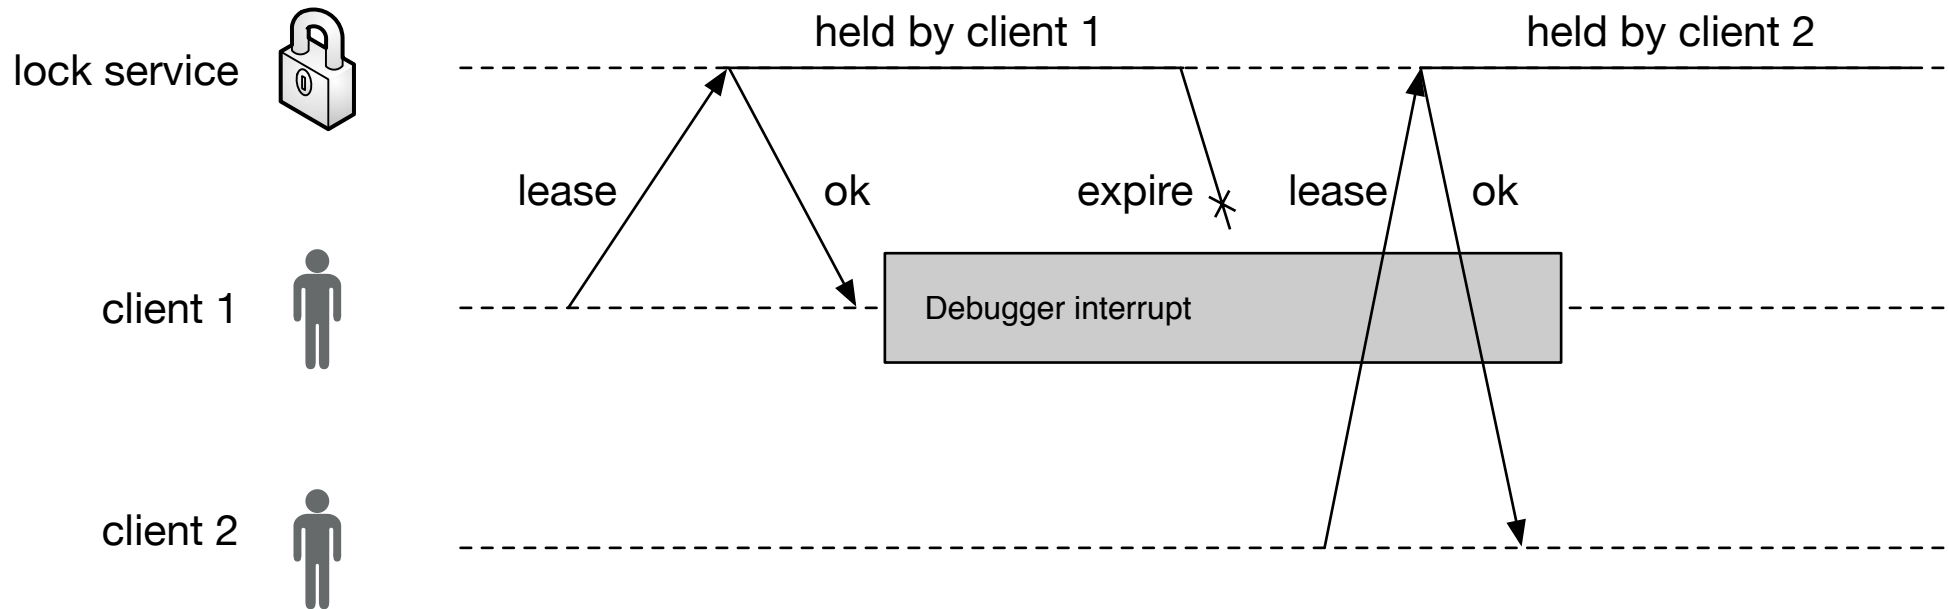 held by client 1
held by client 2
lock service
lease
ok
expire
lease
ok
client 1
Debugger interrupt
client 2